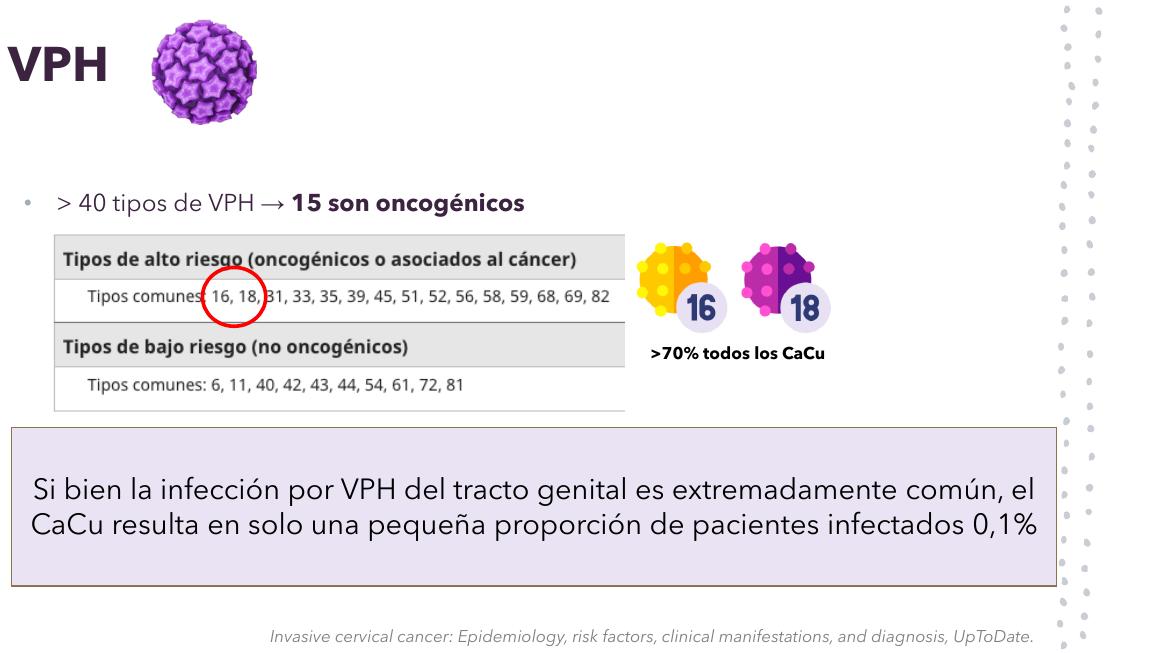 VPH
• > 40 tipos de VPH → 15 son oncogénicos
Tipos de alto riesgo (oncogénicos o asociados al cáncer)
Tipos comunes: 16, 18, 31, 33, 35, 39, 45, 51, 52, 56, 58, 59, 68, 69, 82
Tipos de bajo riesgo (no oncogénicos)
Tipos comunes: 6, 11, 40, 42, 43, 44, 54, 61, 72, 81
16
18
>70% todos los CaCu
Si bien la infección por VPH del tracto genital es extremadamente común, el
CaCu resulta en solo una pequeña proporción de pacientes infectados 0,1%
Invasive cervical cancer: Epidemiology, risk factors, clinical manifestations, and diagnosis, UpToDate.